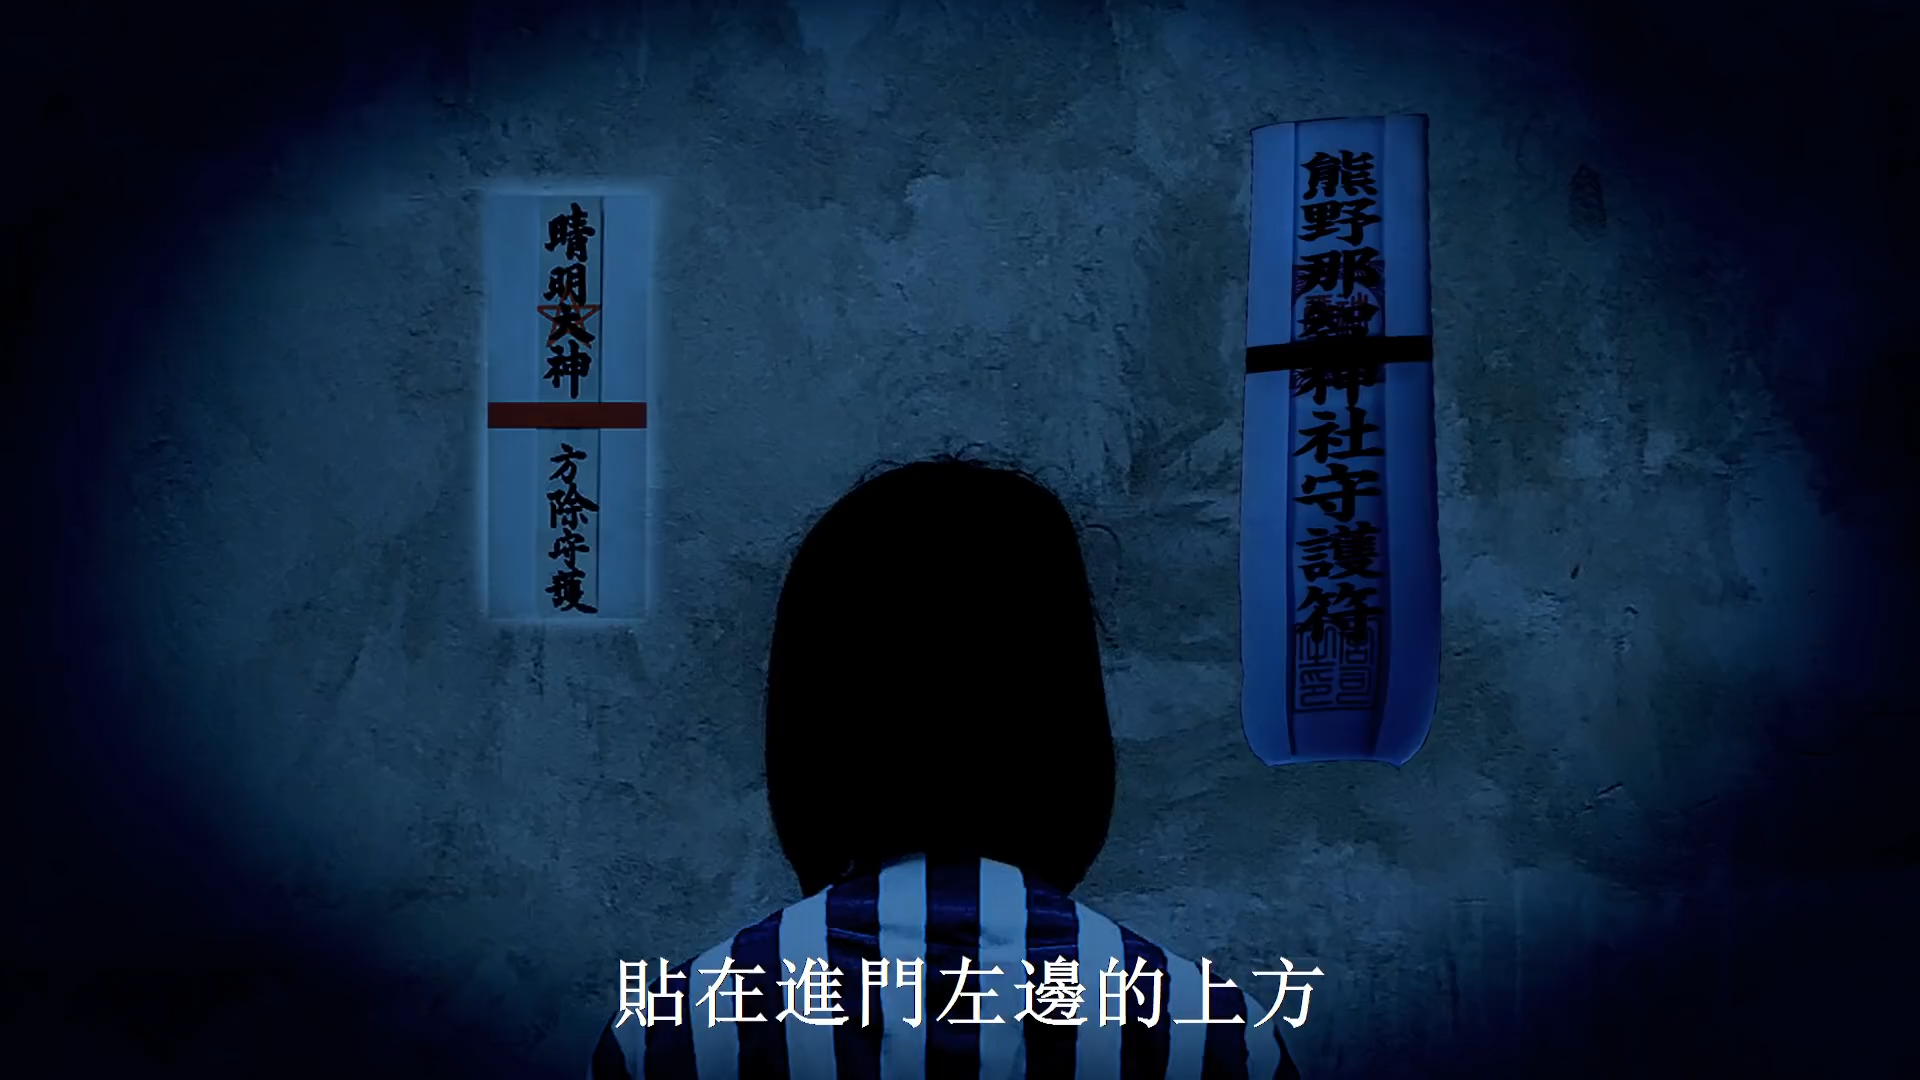 晴明大神
方除守護
熊野那智神社守護符
貼在進門左邊的上方